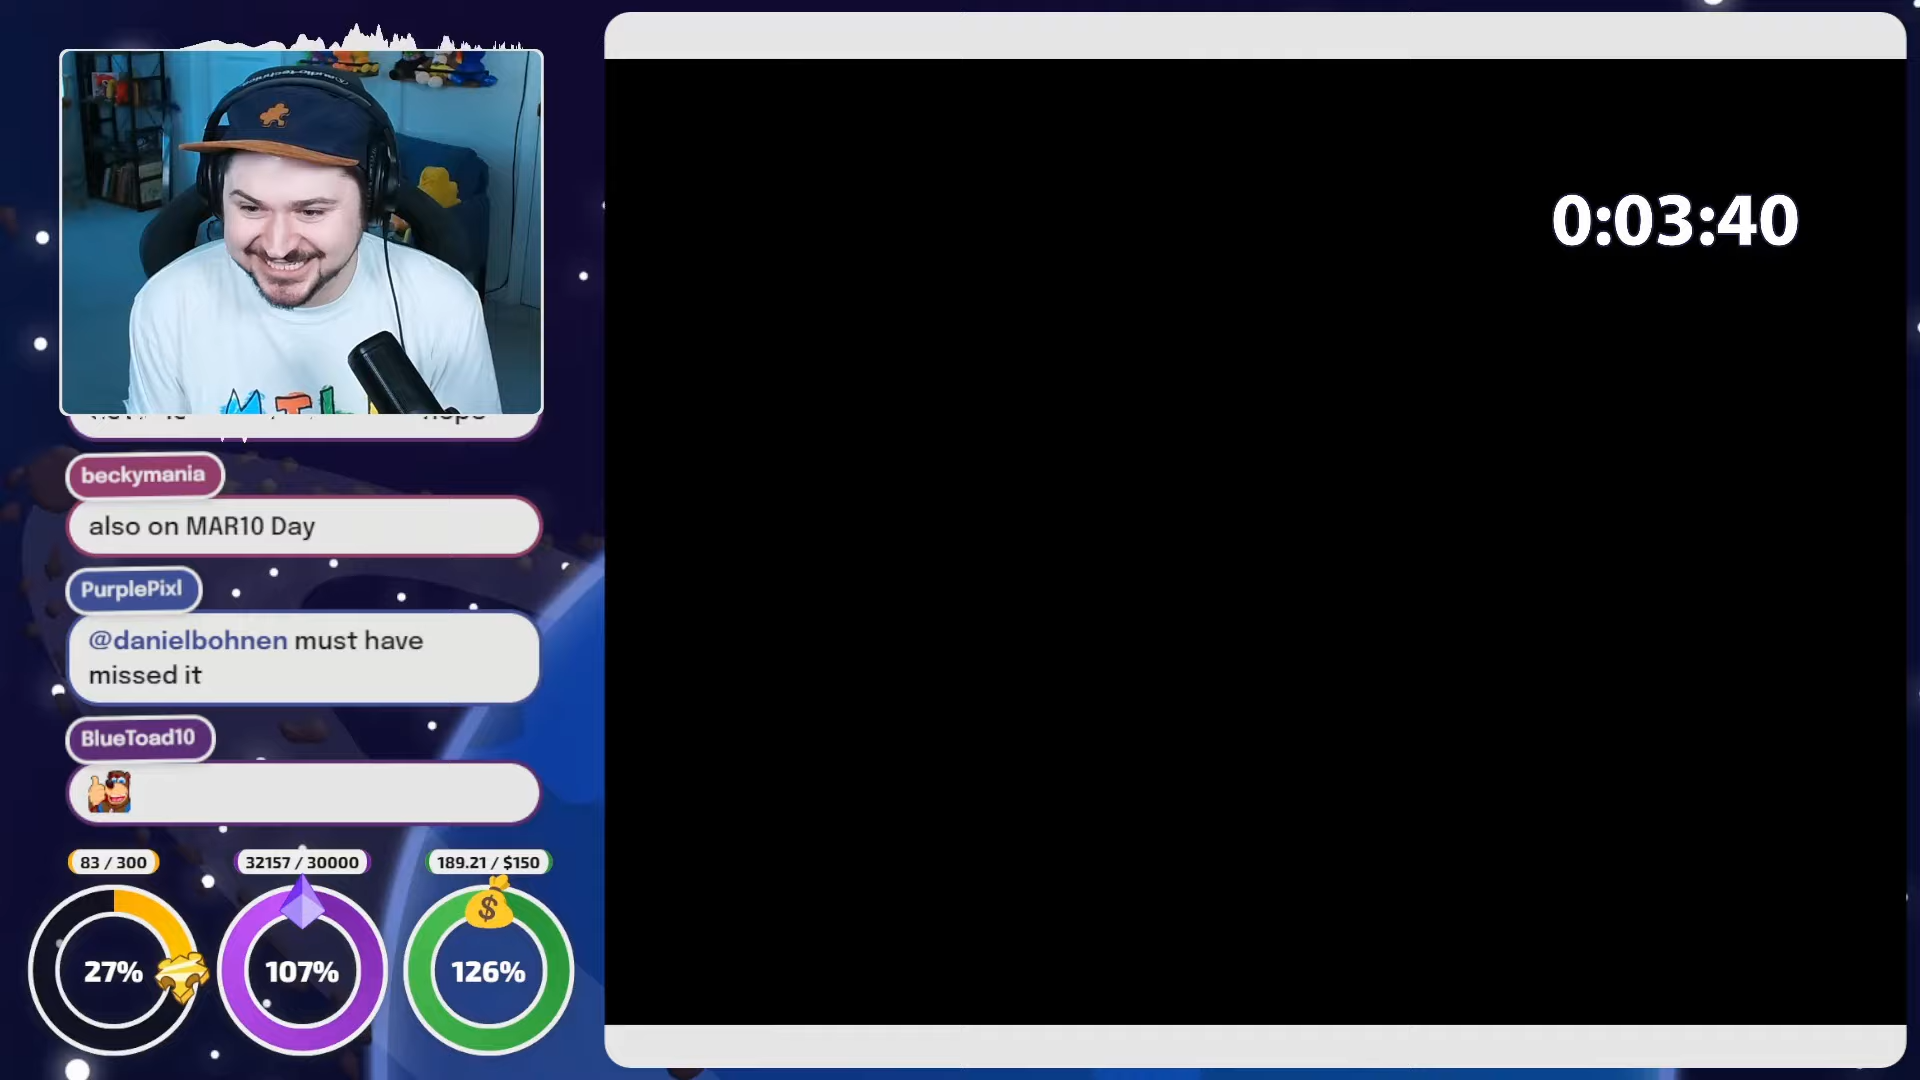 0:03:40
beckymania
also on MAR10 Day
PurplePixl
@danielbohnen must have
missed it
BlueToad10
83 / 300
32157 / 30000
189.21 / $150
27%
107%
126%